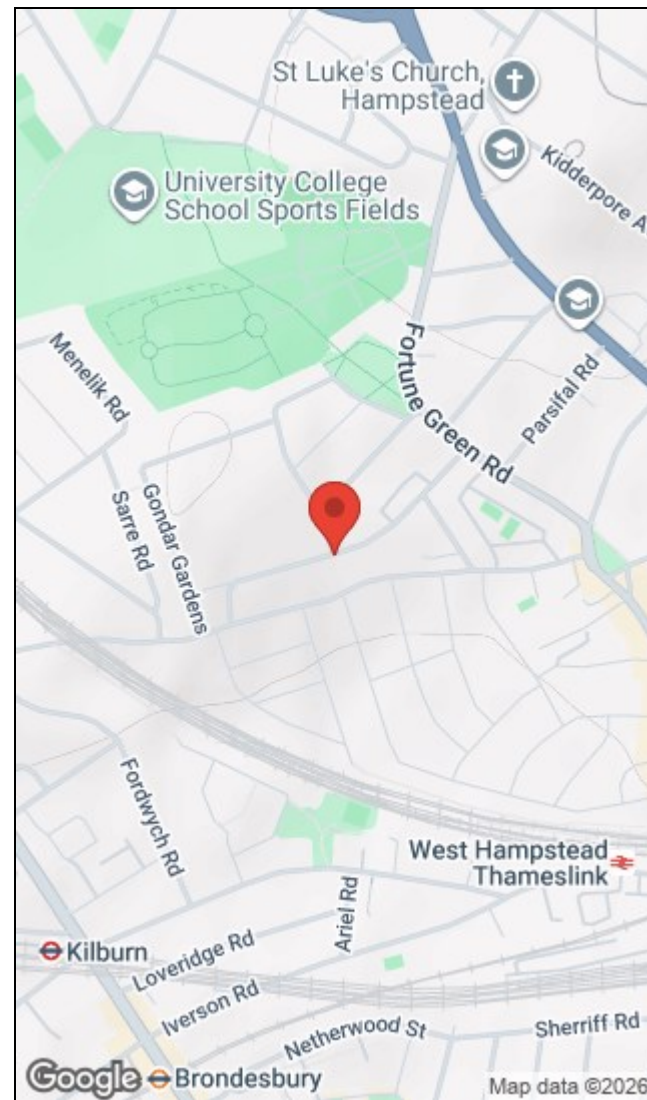 St Luke's Church,
Hampstead
Kidderpore A
University College
School Sports Fields
Menelik Rd
Fortune Green Rd
Parsifal Rd
Sarre Rd
Gondar Gardens
Fordwych Rd
West Hampstead
Thameslink
Ariel Rd
Kilburn
Loveridge Rd
Iverson Rd
Netherwood St
Sherriff Rd
Google
Brondesbury
Map data ©2026